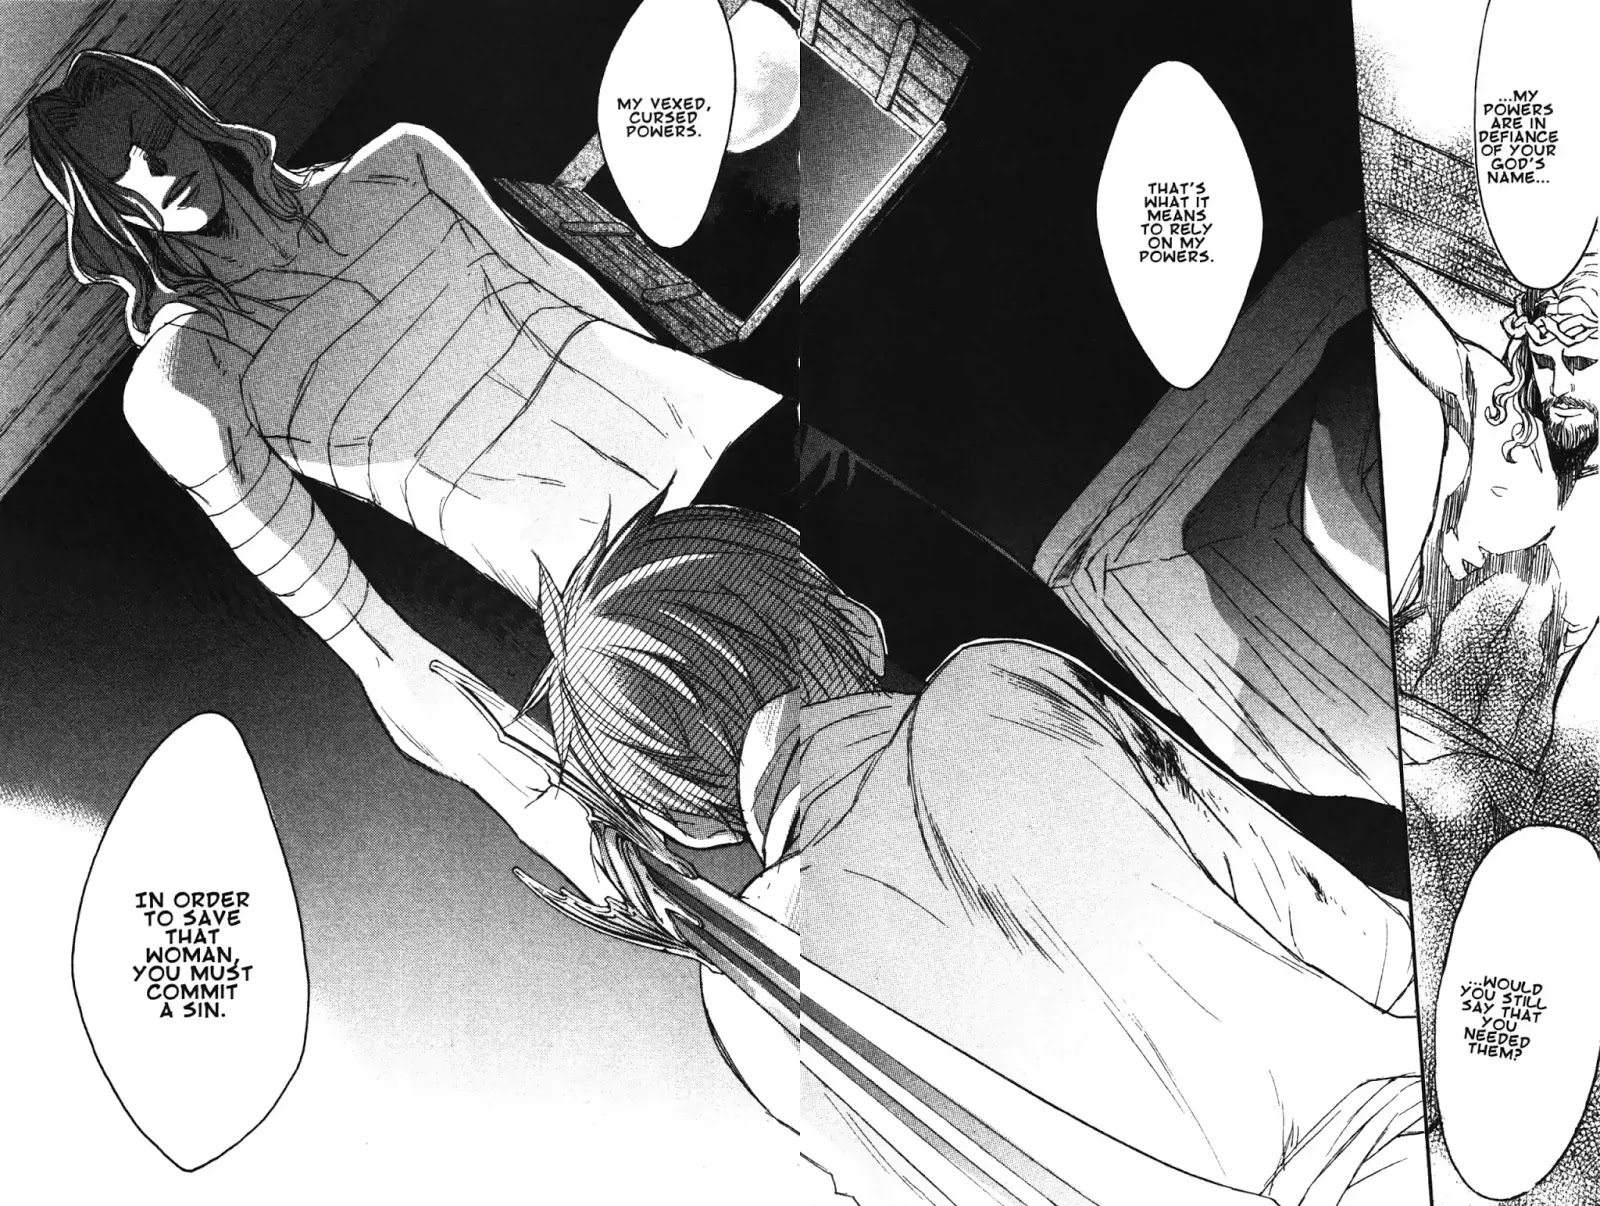 ...MY
POWERS
ARE IN
DEFIANCE
OF YOUR
GOD'S
NAME...
...WOULD
YOU STILL
SAY THAT
YOU
NEEDED
THEM?
THAT'S
WHAT IT
MEANS
TO RELY
ON MY
POWERS.
MY VEXED,
CURSED
POWERS.
IN ORDER
TO SAVE
THAT
WOMAN,
YOU MUST
COMMIT
A SIN.